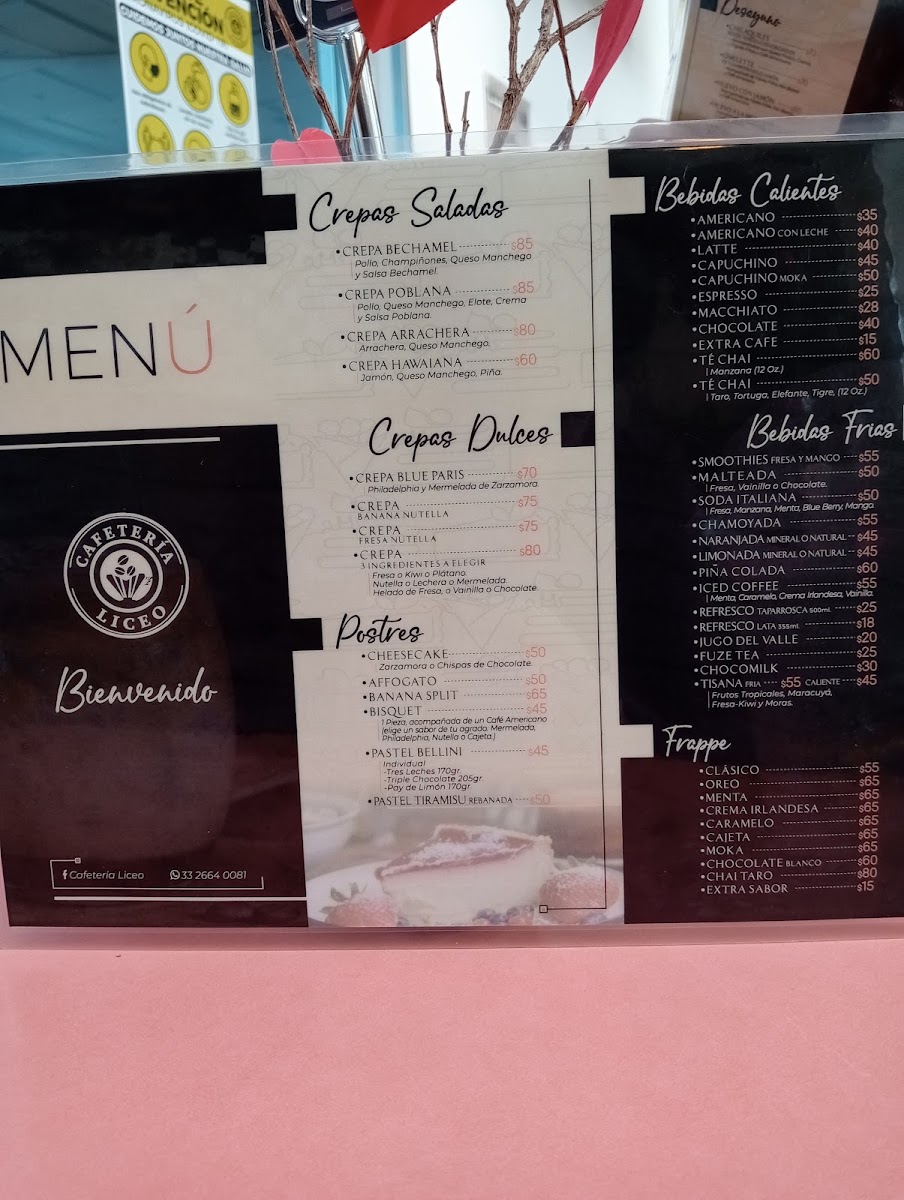 CUIDEMOS JUNTOS NUESTRA SALUD
Desayuno
MENÚ
CAFETERÍA
LICEO
Bienvenido
Cafetería Liceo
33 2664 0081
Crepas Saladas
•CREPA BECHAMEL $85
Pollo, Champiñones, Queso Manchego
y Salsa Bechamel.
•CREPA POBLANA $85
Pollo, Queso Manchego, Elote, Crema
y Salsa Poblana.
•CREPA ARRACHERA $80
Arrachera, Queso Manchego.
•CREPA HAWAIANA $60
Jamón, Queso Manchego, Piña.
Crepas Dulces
•CREPA BLUE PARIS $70
Philadelphia y Mermelada de Zarzamora.
•CREPA $75
BANANA NUTELLA
•CREPA $75
FRESA NUTELLA
•CREPA $80
3 INGREDIENTES A ELEGIR
Fresa o Kiwi o Plátano.
Nutella o Lechera o Mermelada.
Helado de Fresa, o Vainilla o Chocolate.
Postres
•CHEESECAKE $50
Zarzamora o Chispas de Chocolate.
•AFFOGATO $50
•BANANA SPLIT $65
•BISQUET $45
1 Pieza, acompañada de un Café Americano
(elige un sabor de tu agrado. Mermelada,
Philadelphia, Nutella o Cajeta.)
•PASTEL BELLINI $45
Individual
-Tres Leches 170gr
-Triple Chocolate 205gr.
-Pay de Limón 170gr
•PASTEL TIRAMISU REBANADA $50
Bebidas Calientes
•AMERICANO $35
•AMERICANO CON LECHE $40
•LATTE $40
•CAPUCHINO $45
•CAPUCHINO MOKA $50
•ESPRESSO $25
•MACCHIATO $28
•CHOCOLATE $40
•EXTRA CAFE $15
•TÉ CHAI $60
Manzana (12 Oz.)
•TÉ CHAI $50
Taro, Tortuga, Elefante, Tigre, (12 Oz.)
Bebidas Frias
•SMOOTHIES FRESA Y MANGO $55
•MALTEADA $50
Fresa, Vainilla o Chocolate.
•SODA ITALIANA $50
Fresa, Manzana, Menta, Blue Berry, Mango.
•CHAMOYADA $55
•NARANJADA MINERAL O NATURAL $45
•LIMONADA MINERAL O NATURAL $45
•PIÑA COLADA $60
•ICED COFFEE $55
Menta, Caramelo, Crema Irlandesa, Vainilla.
•REFRESCO TAPARROSCA 500ml. $25
•REFRESCO LATA 355ml. $18
•JUGO DEL VALLE $20
•FUZE TEA $25
•CHOCOMILK $30
•TISANA FRIA $55 CALIENTE $45
Frutos Tropicales, Maracuyá,
Fresa-Kiwi y Moras.
Frappe
•CLÁSICO $55
•OREO $65
•MENTA $65
•CREMA IRLANDESA $65
•CARAMELO $65
•CAJETA $65
•MOKA $65
•CHOCOLATE BLANCO $60
•CHAI TARO $80
•EXTRA SABOR $15